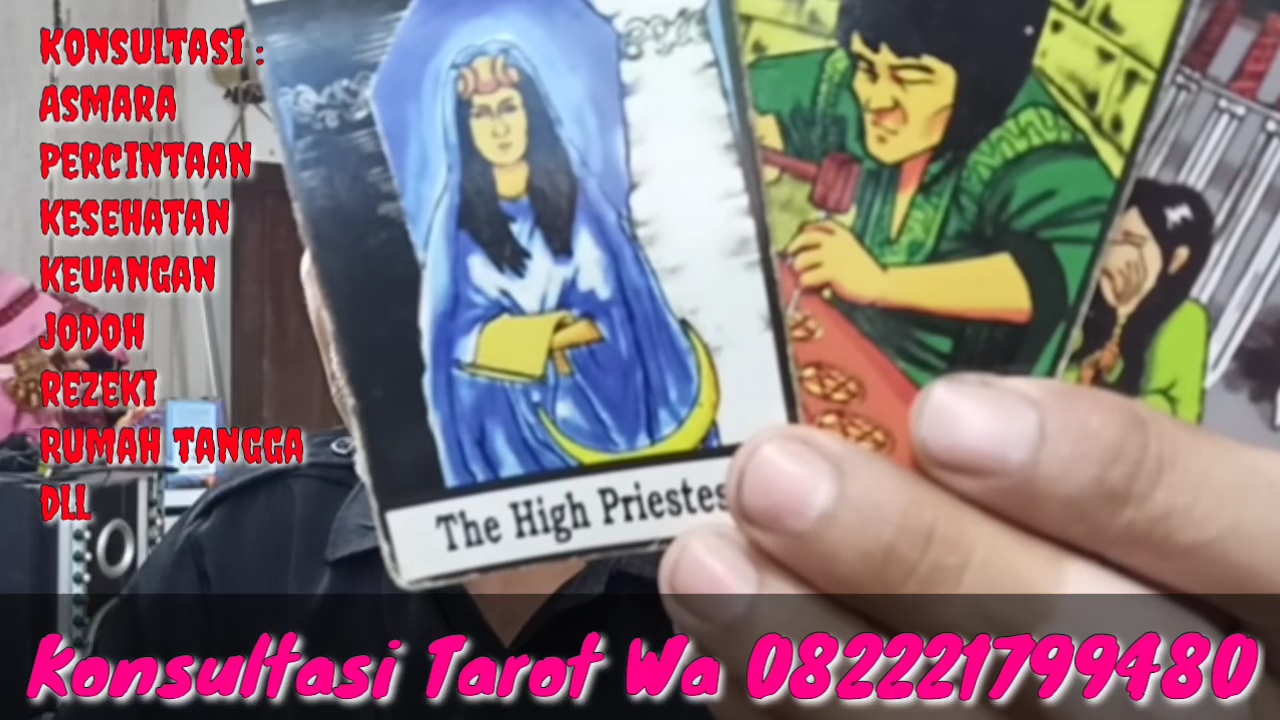 KONSULTASI :
ASMARA
PERCINTAAN
KESEHATAN
KEUANGAN
JODOH
REZEKI
RUMAH TANGGA
DLL
The High Priestes
Konsultasi Tarot Wa 082221799480